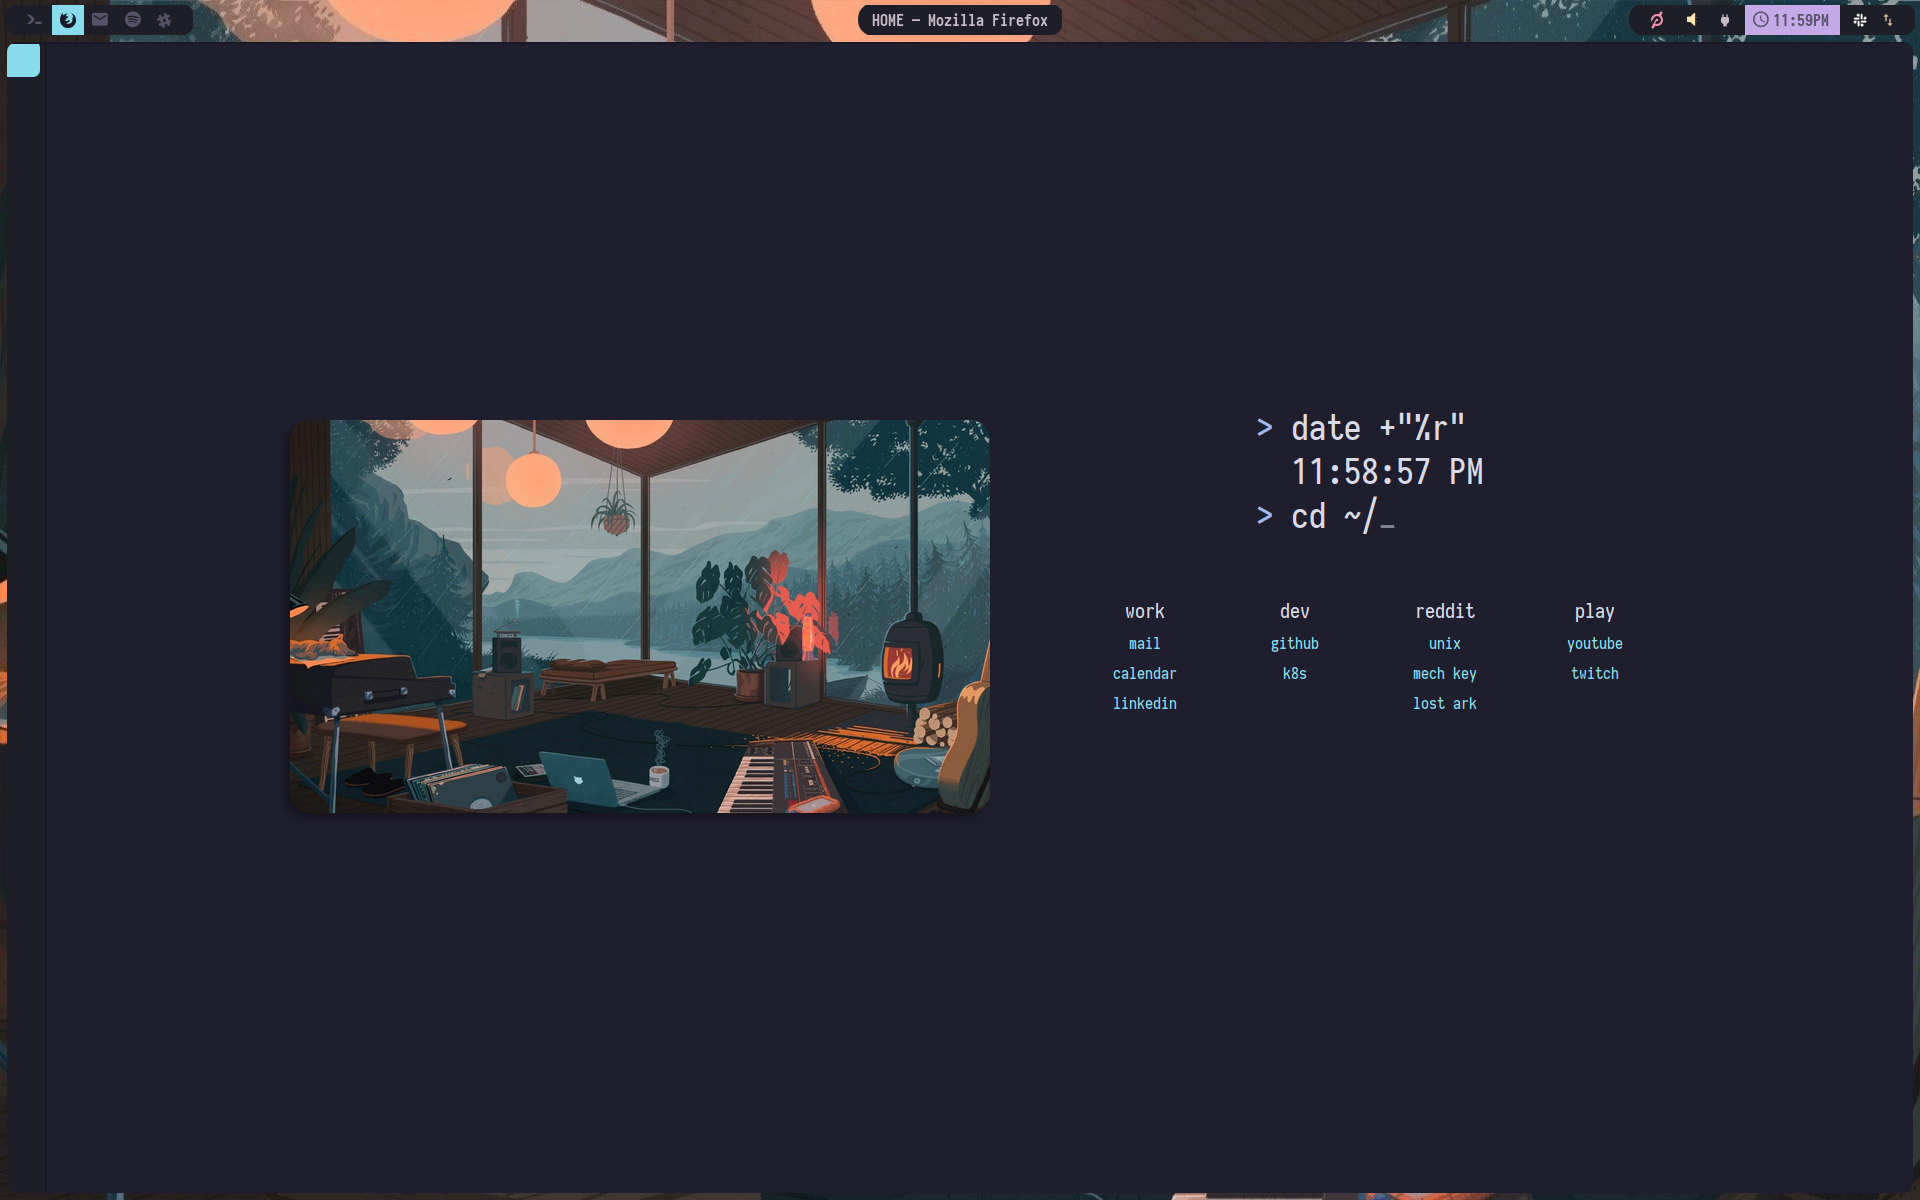 HOME — Mozilla Firefox
11:59PM
> date +"%r"
11:58:57 PM
> cd ~/_
work dev reddit play
mail github unix youtube
calendar k8s mech key twitch
linkedin lost ark